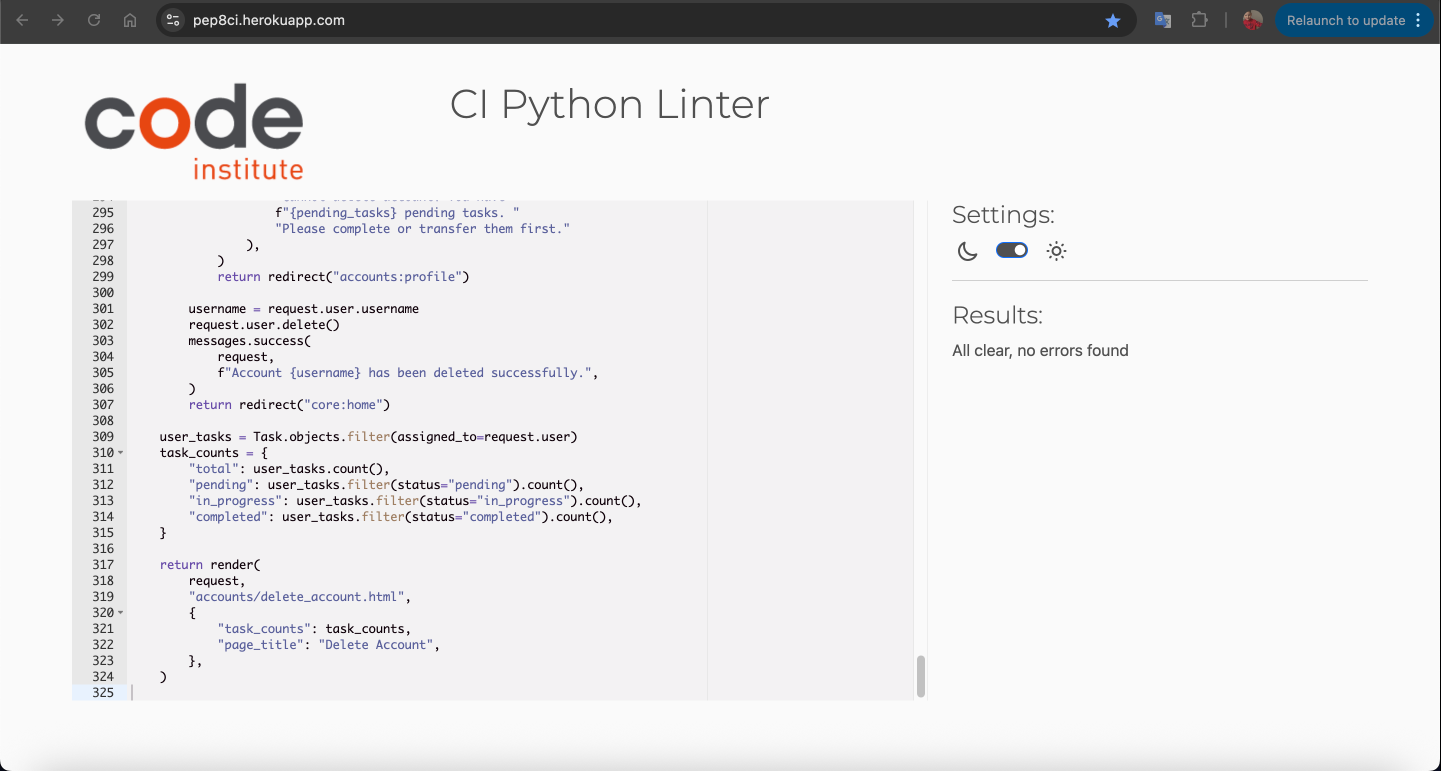 pep8ci.herokuapp.com
Relaunch to update
code
institute
CI Python Linter
295 f"{pending_tasks} pending tasks. "
296 "Please complete or transfer them first."
297 ),
298 )
299 return redirect("accounts:profile")
300
301 username = request.user.username
302 request.user.delete()
303 messages.success(
304 request,
305 f"Account {username} has been deleted successfully.",
306 )
307 return redirect("core:home")
308
309 user_tasks = Task.objects.filter(assigned_to=request.user)
310 task_counts = {
311 "total": user_tasks.count(),
312 "pending": user_tasks.filter(status="pending").count(),
313 "in_progress": user_tasks.filter(status="in_progress").count(),
314 "completed": user_tasks.filter(status="completed").count(),
315 }
316
317 return render(
318 request,
319 "accounts/delete_account.html",
320 {
321 "task_counts": task_counts,
322 "page_title": "Delete Account",
323 },
324 )
325
Settings:
Results:
All clear, no errors found